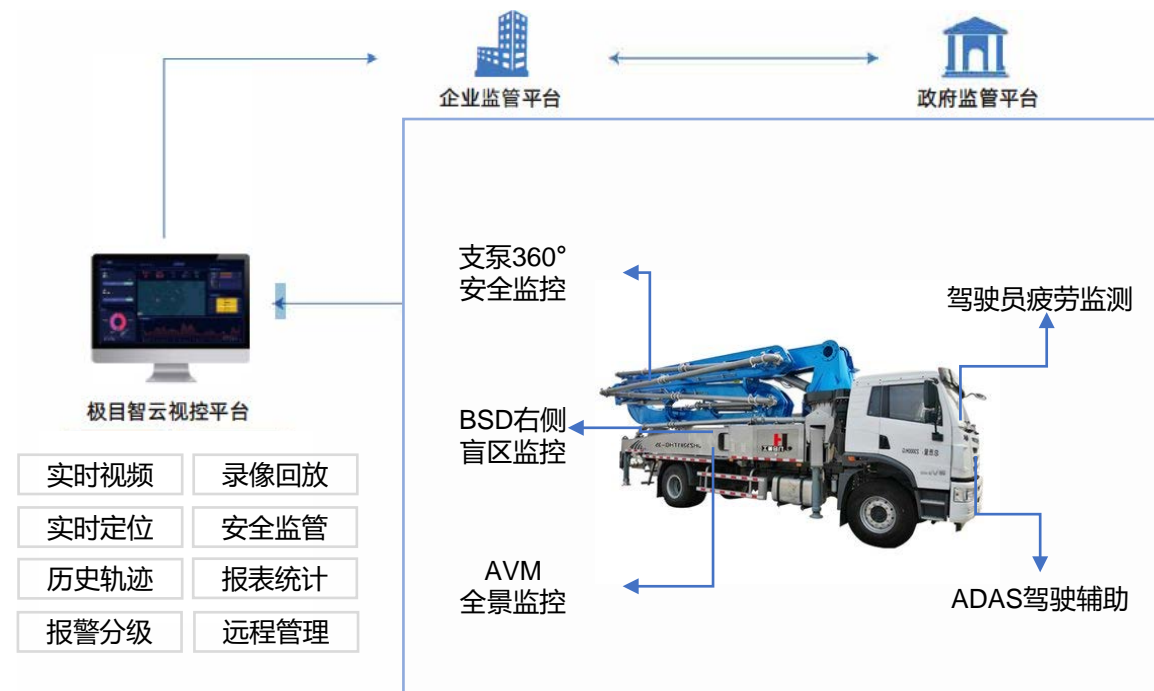 企业监管平台
政府监管平台
支泵360°
安全监控
驾驶员疲劳监测
极目智云视控平台
BSD右侧
盲区监控
实时视频
录像回放
实时定位
安全监管
历史轨迹
报表统计
AVM
全景监控
ADAS驾驶辅助
报警分级
远程管理